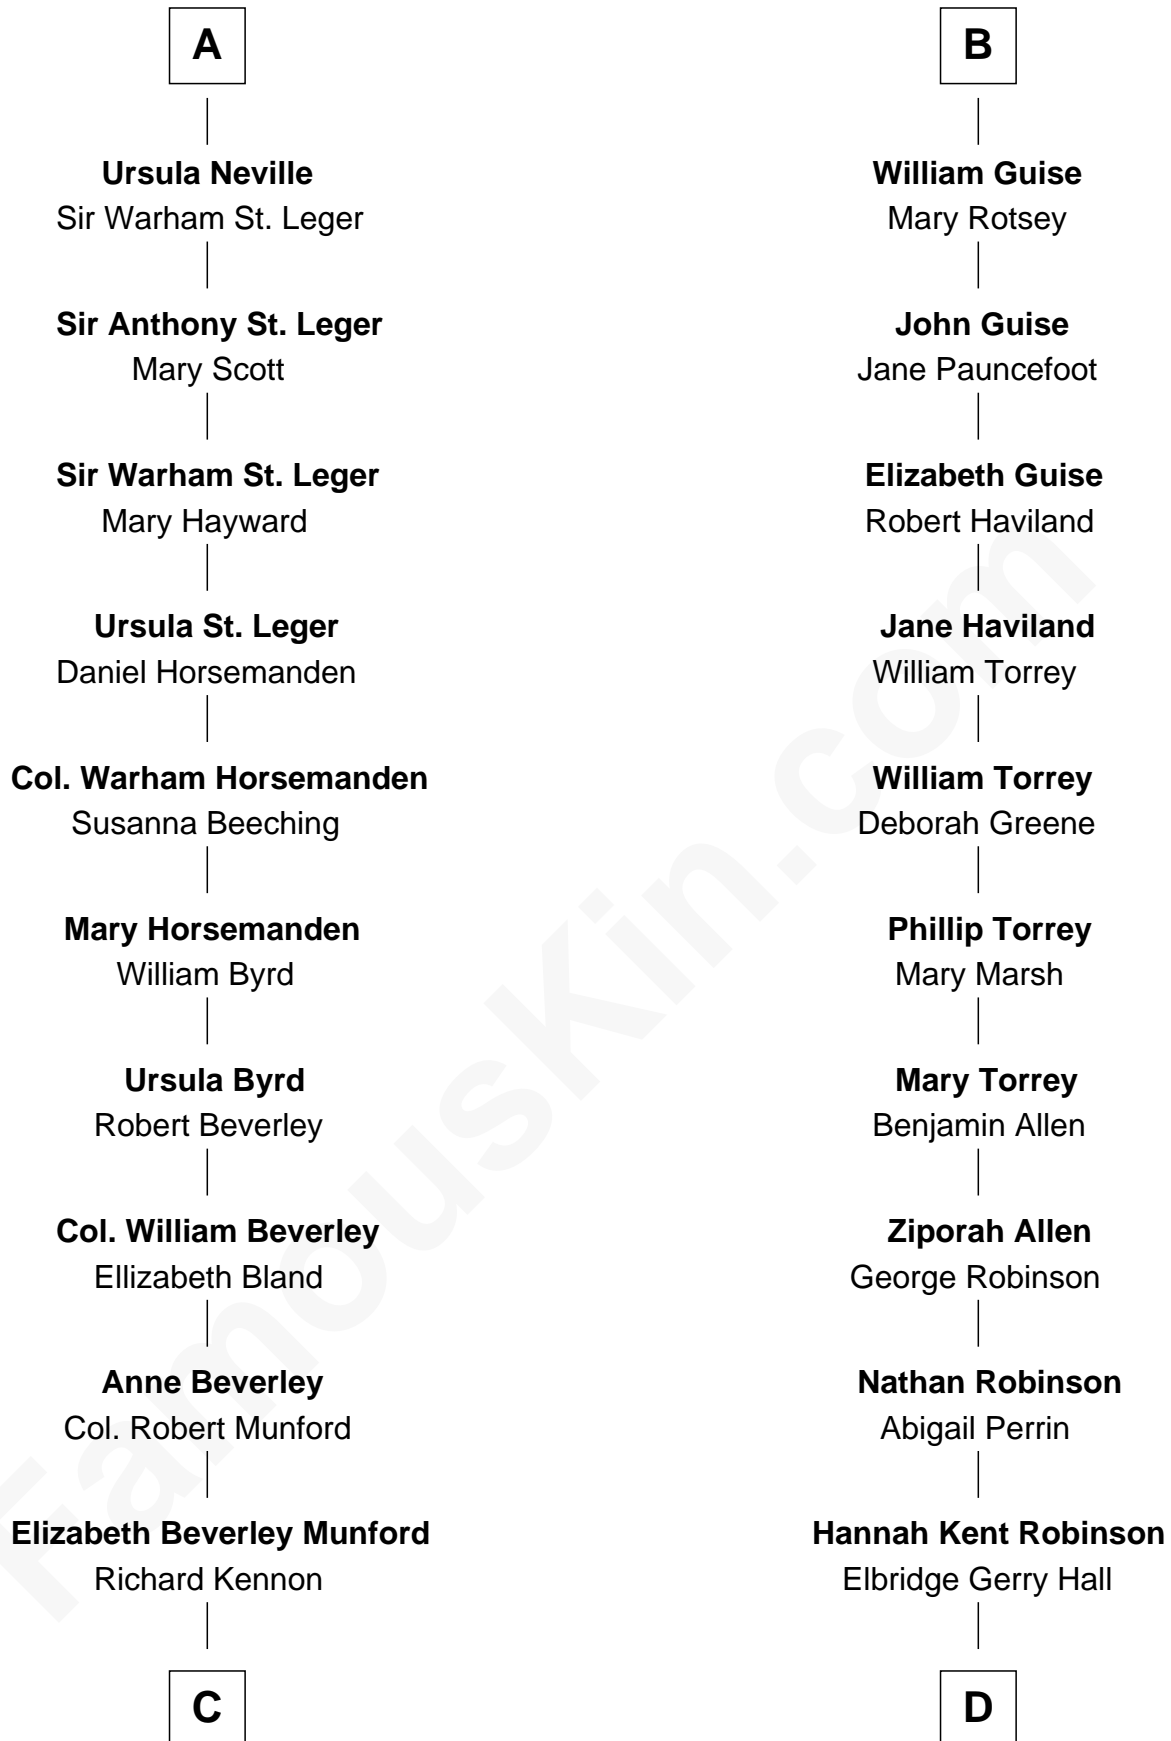 A
Ursula Neville
Sir Warham St. Leger
Sir Anthony St. Leger
Mary Scott
Sir Warham St. Leger
Mary Hayward
Ursula St. Leger
Daniel Horsemanden
Col. Warham Horsemanden
Susanna Beeching
Mary Horsemanden
William Byrd
Ursula Byrd
Robert Beverley
Col. William Beverley
Ellizabeth Bland
Anne Beverley
Col. Robert Munford
Elizabeth Beverley Munford
Richard Kennon
C
B
William Guise
Mary Rotsey
John Guise
Jane Pauncefoot
Elizabeth Guise
Robert Haviland
Jane Haviland
William Torrey
William Torrey
Deborah Greene
Phillip Torrey
Mary Marsh
Mary Torrey
Benjamin Allen
Ziporah Allen
George Robinson
Nathan Robinson
Abigail Perrin
Hannah Kent Robinson
Elbridge Gerry Hall
D
FamousKin.com